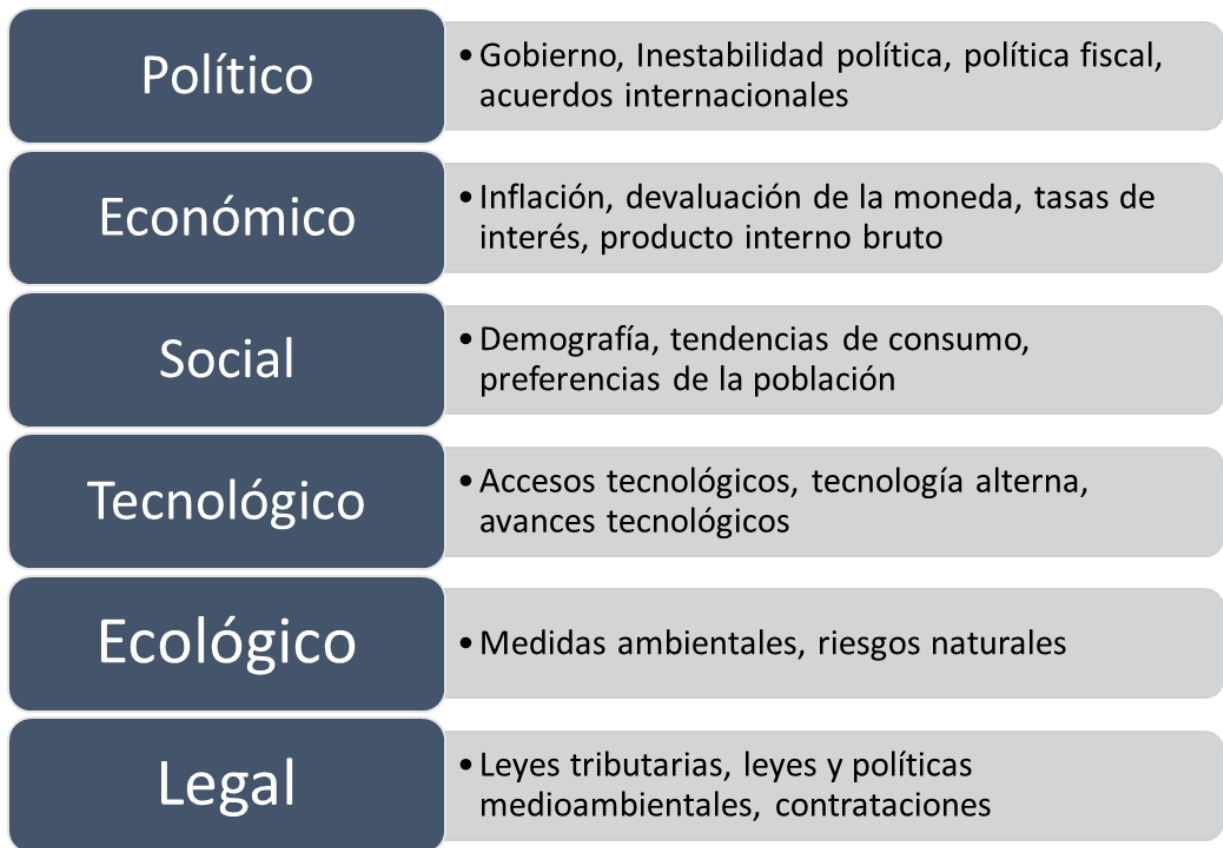 Político
• Gobierno, Inestabilidad política, política fiscal,
acuerdos internacionales
Económico
• Inflación, devaluación de la moneda, tasas de
interés, producto interno bruto
Social
• Demografía, tendencias de consumo,
preferencias de la población
Tecnológico
• Accesos tecnológicos, tecnología alterna,
avances tecnológicos
Ecológico
• Medidas ambientales, riesgos naturales
Legal
• Leyes tributarias, leyes y políticas
medioambientales, contrataciones